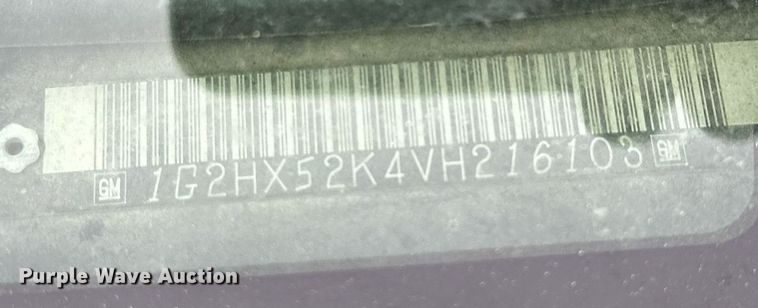 GM 1G2HX52K4VH216103 GM
Purple Wave Auction